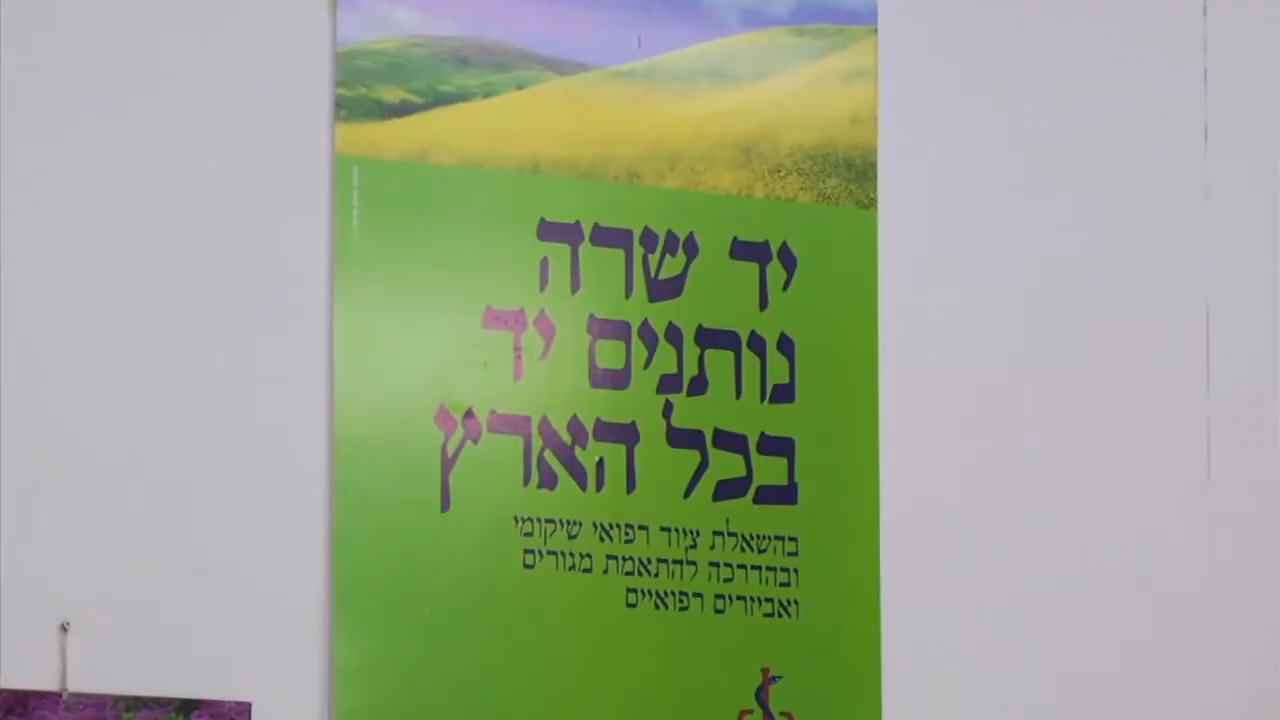 יד שרה
נותנים יד
בכל הארץ
בהשאלת ציוד רפואי שיקומי
ובהדרכה להתאמת מגורים
ואביזרים רפואיים